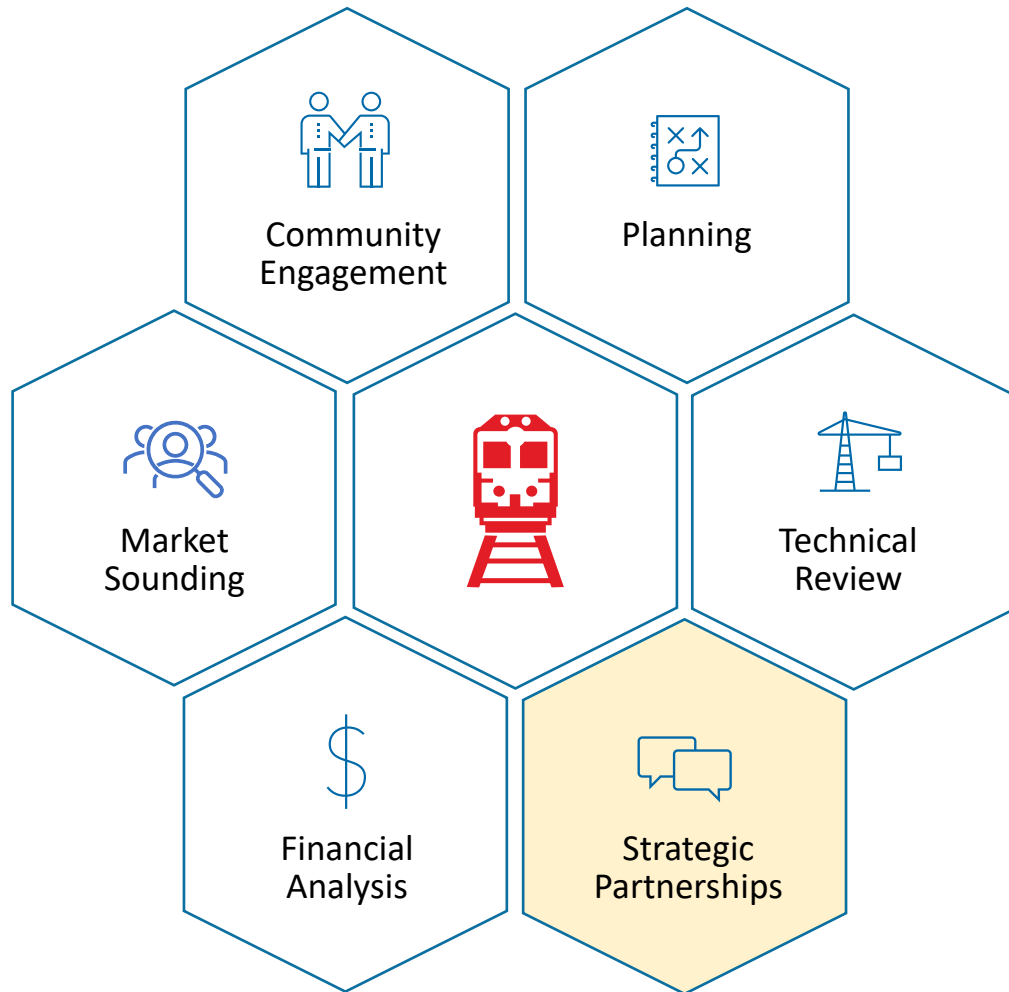 Community
Engagement
Planning
Market
Sounding
Technical
Review
$
Financial
Analysis
Strategic
Partnerships